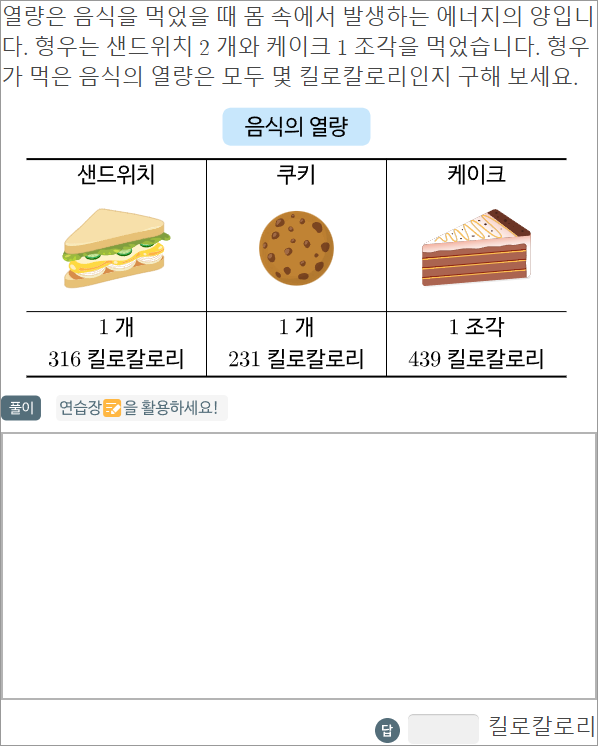 열량은 음식을 먹었을 때 몸 속에서 발생하는 에너지의 양입니
다. 형우는 샌드위치 2 개와 케이크 1 조각을 먹었습니다. 형우
가 먹은 음식의 열량은 모두 몇 킬로칼로리인지 구해 보세요.
음식의 열량
샌드위치 쿠키 케이크
1 개 1 개 1 조각
316 킬로칼로리 231 킬로칼로리 439 킬로칼로리
풀이 연습장을 활용하세요!
답 킬로칼로리